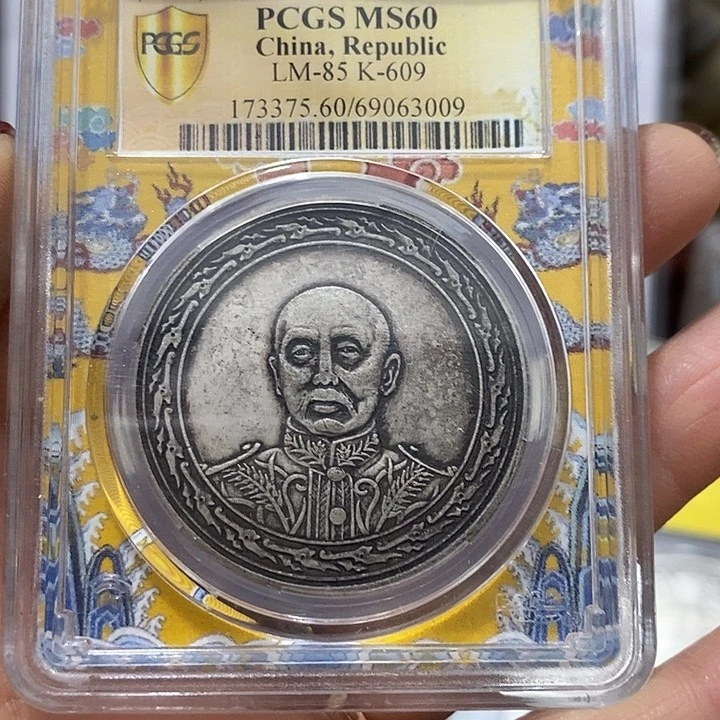 PCGS
PCGS MS60
China, Republic
LM-85 K-609
173375.60/69063009